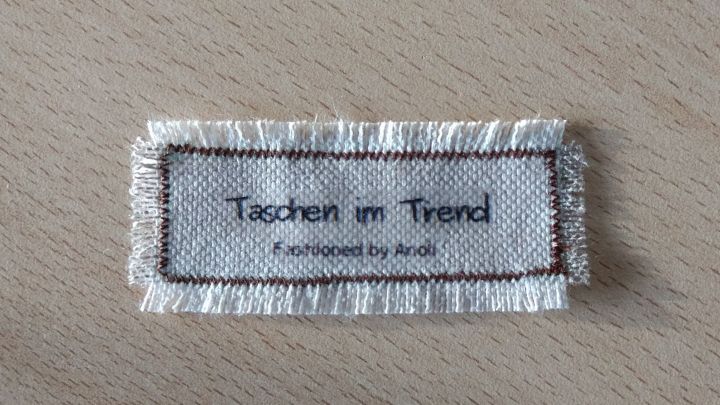 Taschen im Trend
Fashioned by Anoli